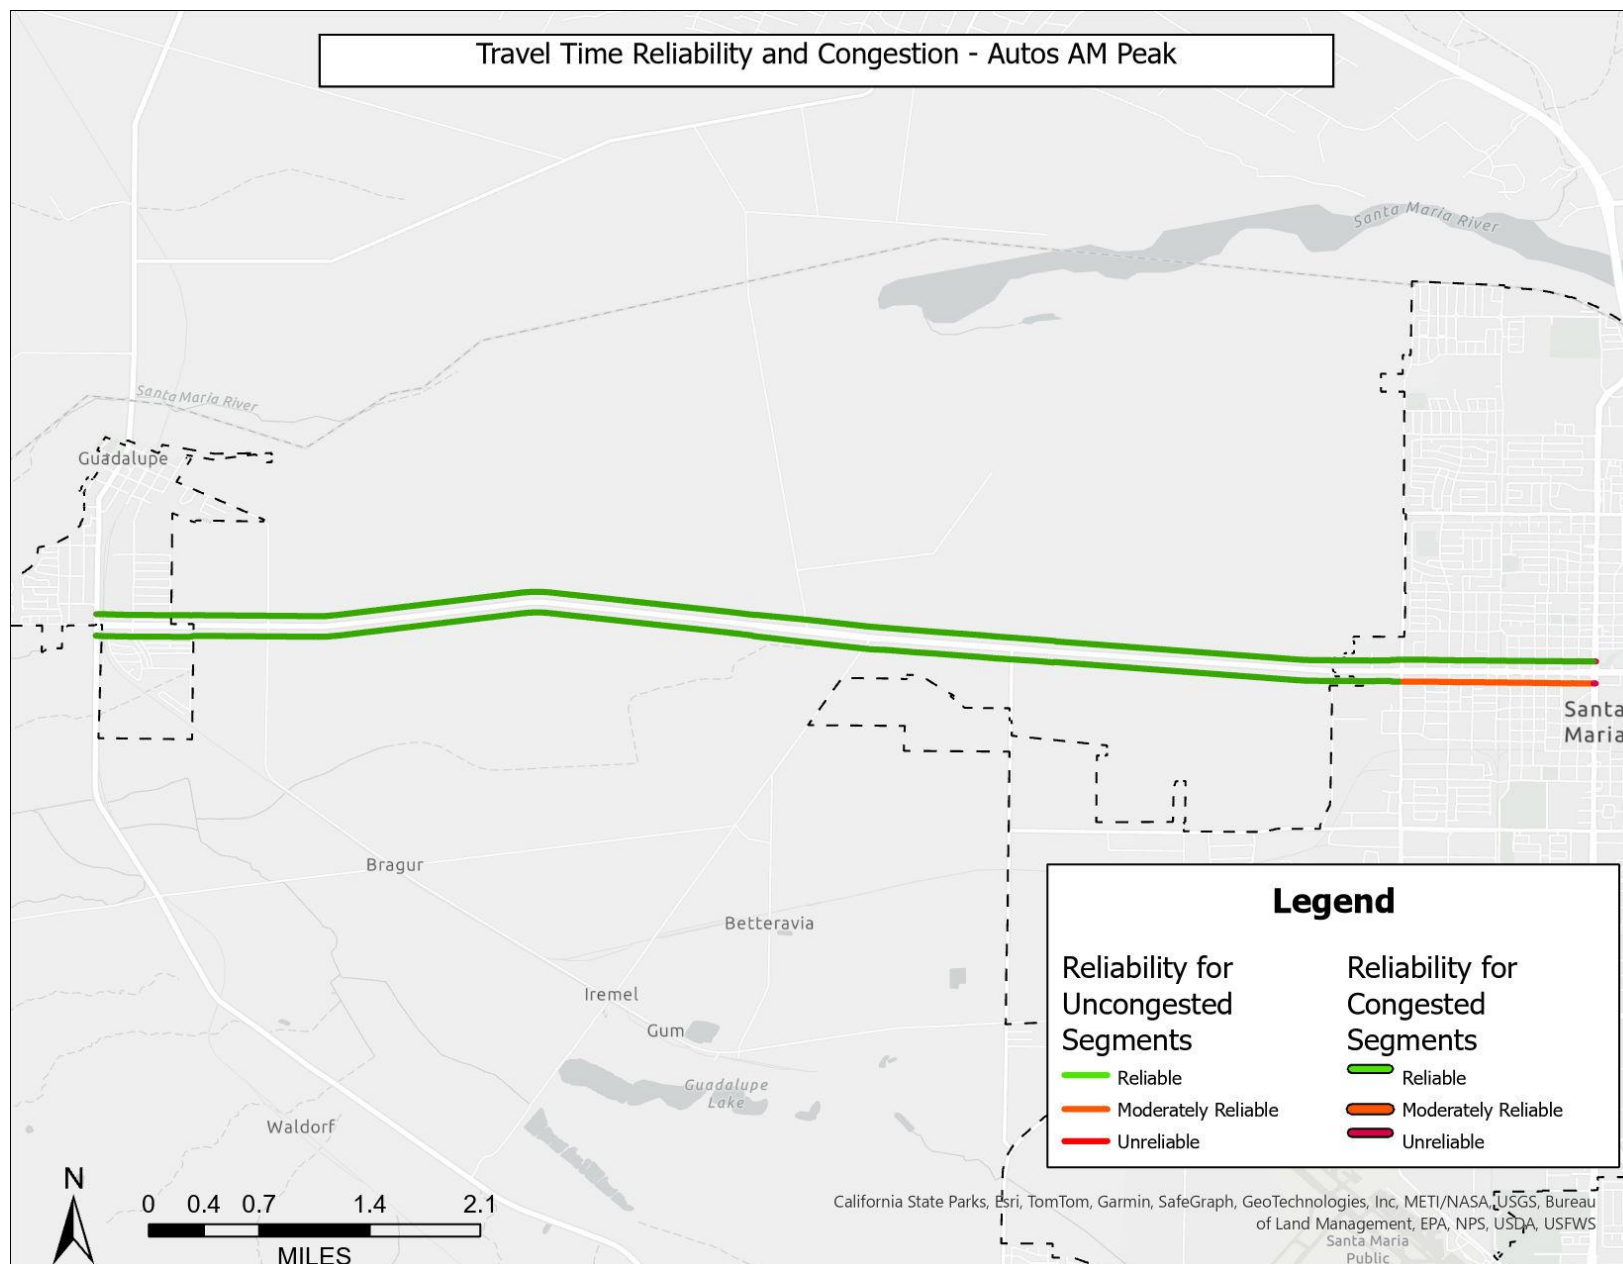 Travel Time Reliability and Congestion - Autos AM Peak
Santa Maria River
Santa Maria River
Guadalupe
Santa
Maria
Bragur
Betteravia
Iremel
Gum
Guadalupe
Lake
Waldorf
Legend
Reliability for
Uncongested
Segments
Reliable
Moderately Reliable
Unreliable
Reliability for
Congested
Segments
Reliable
Moderately Reliable
Unreliable
N
0 0.4 0.7 1.4 2.1
MILES
California State Parks, Esri, TomTom, Garmin, SafeGraph, GeoTechnologies, Inc, METI/NASA, USGS, Bureau
of Land Management, EPA, NPS, USDA, USFWS
Santa Maria
Public